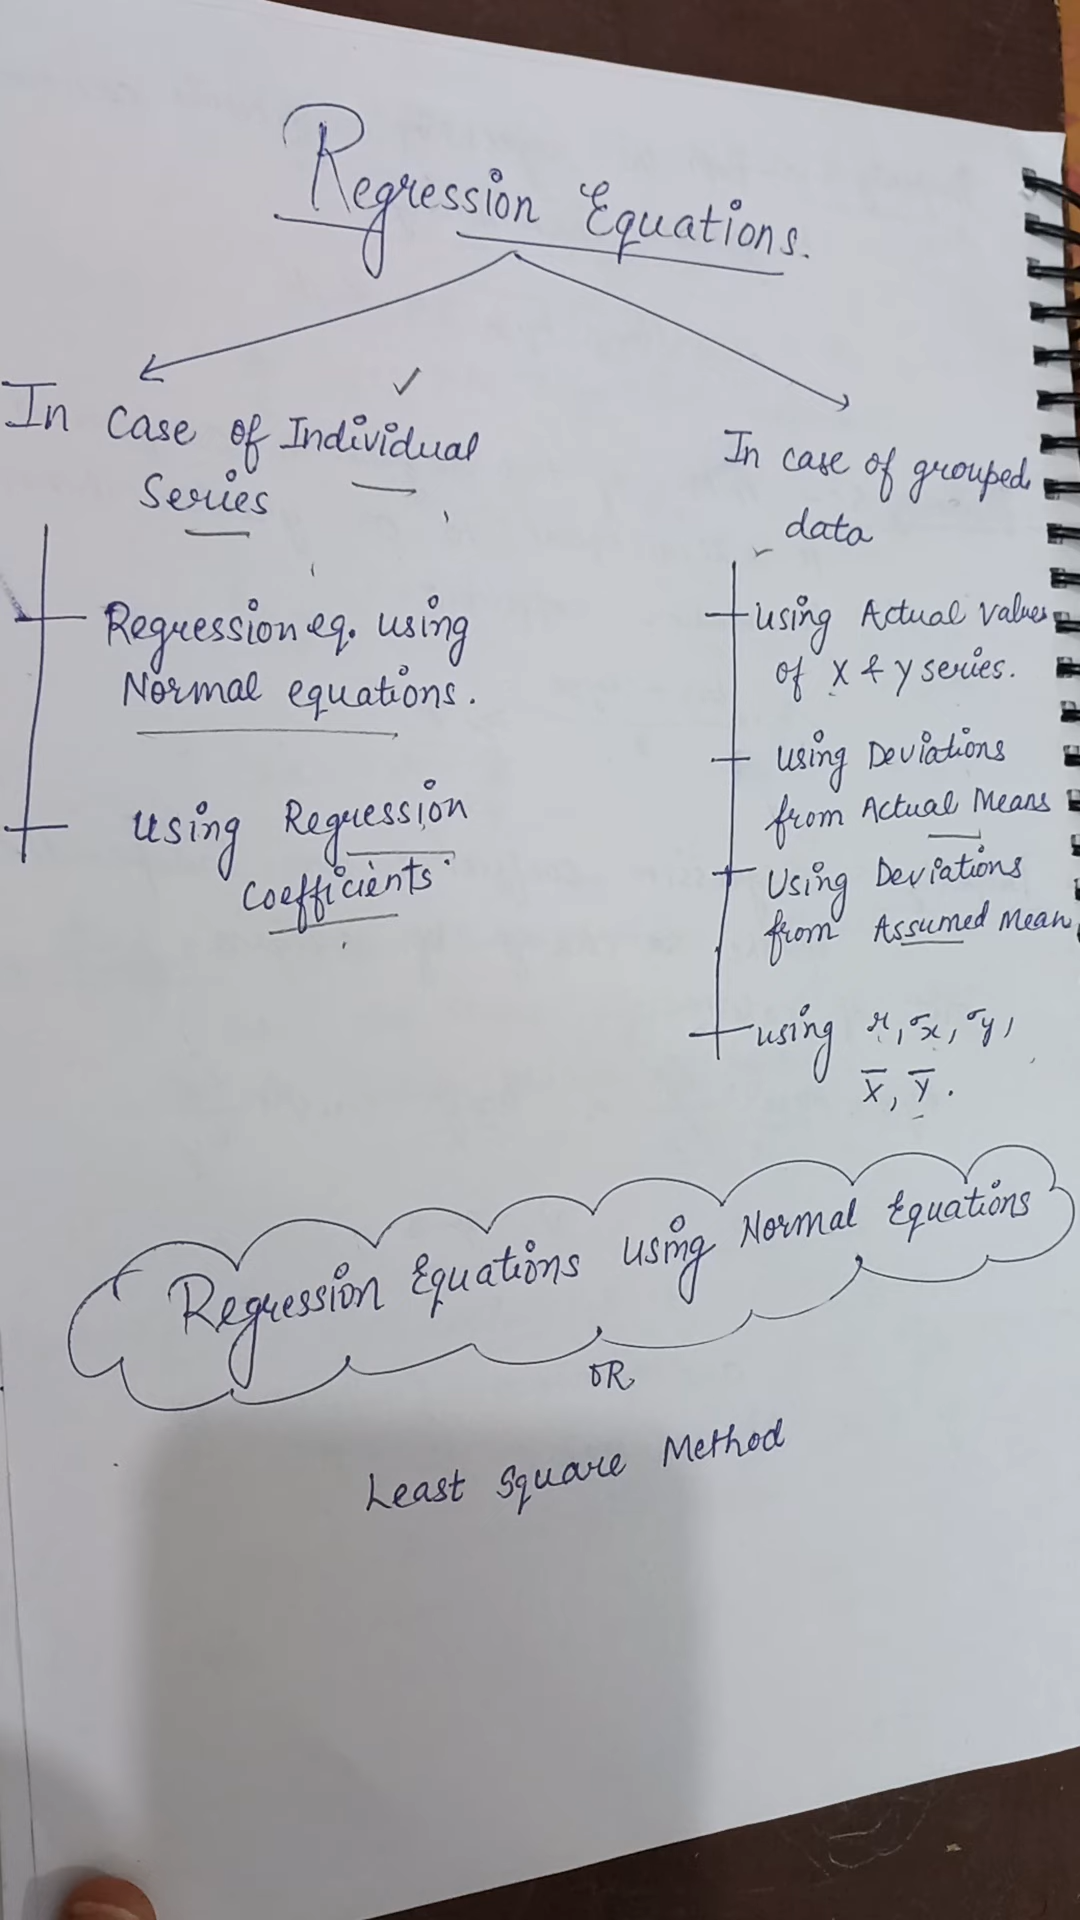 Regression Equations.
In case of Individual
Series
Regression eq. using
Normal equations.
using Regression
coefficients
In case of grouped
data
using Actual values
of X & y series.
using Deviations
from Actual Means
Using Deviations
from Assumed Mean
using r, σx, σy,
X̅, Y̅.
Regression Equations using Normal Equations
OR
Least Square Method